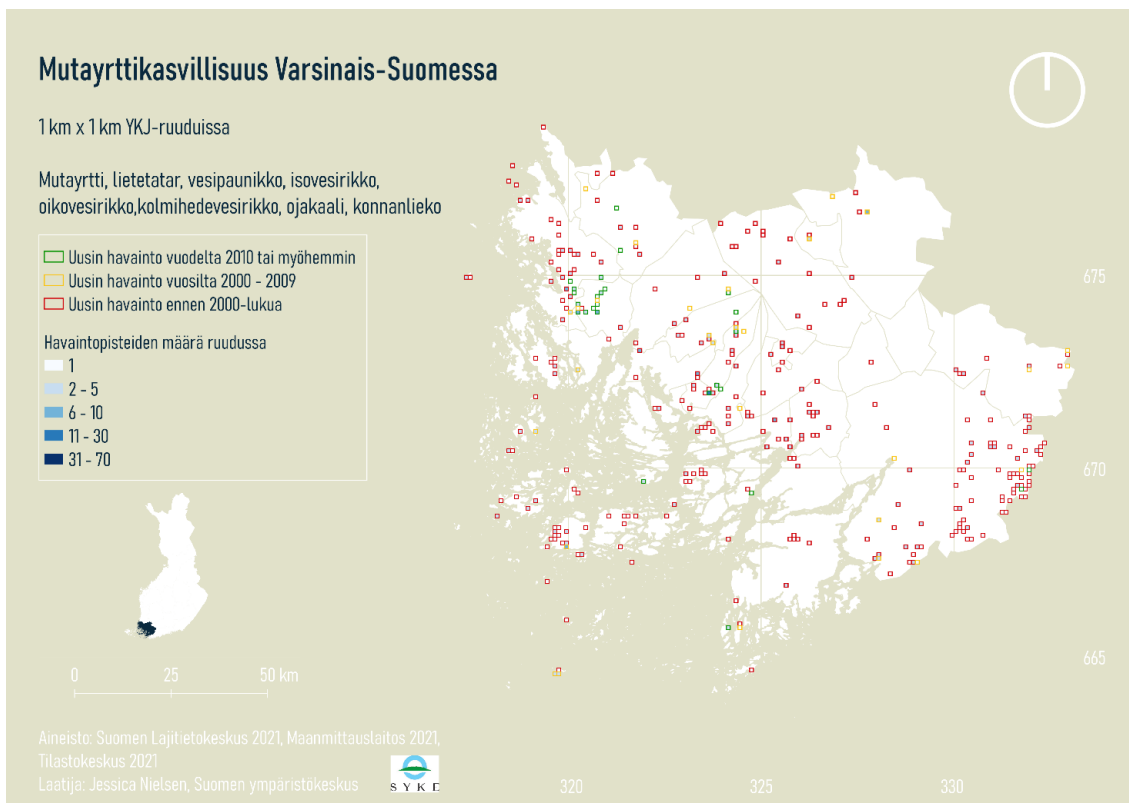 Mutayrttikasvillisuus Varsinais-Suomessa
1 km x 1 km YKJ-ruuduissa
Mutayrtti, lietetatar, vesipaunikko, isovesirikko,
oikovesirikko,kolmihedevesirikko, ojakaali, konnanlieko
Uusin havainto vuodelta 2010 tai myöhemmin
Uusin havainto vuosilta 2000 - 2009
Uusin havainto ennen 2000-lukua
Havaintopisteiden määrä ruudussa
1
2 - 5
6 - 10
11 - 30
31 - 70
675
670
665
0 25 50 km
Aineisto: Suomen Lajitietokeskus 2021, Maanmittauslaitos 2021,
Tilastokeskus 2021
Laatija: Jessica Nielsen, Suomen ympäristökeskus
SYKE
320 325 330